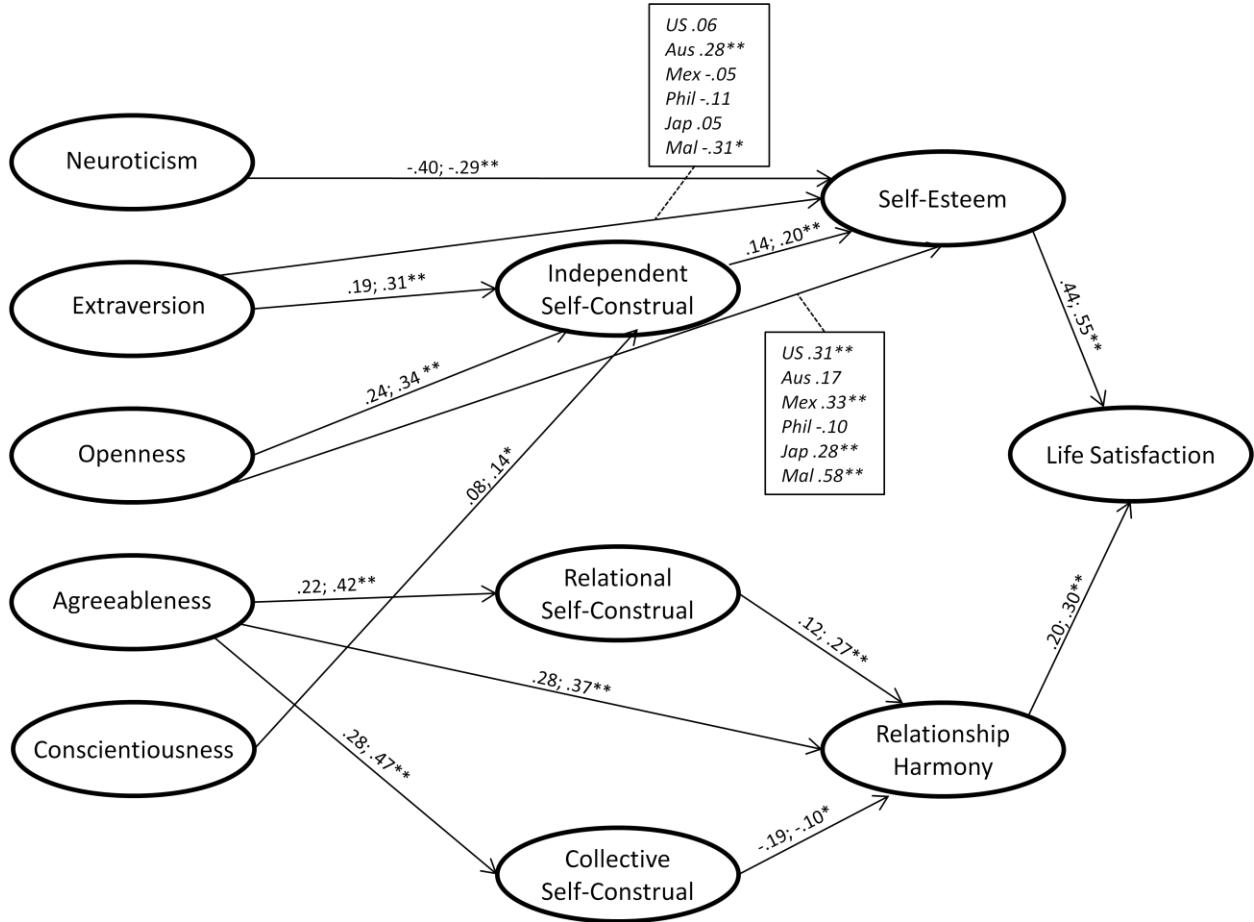 US .06
Aus .28**
Mex -.05
Phil -.11
Jap .05
Mal -.31*
Neuroticism
-.40; -.29**
Self-Esteem
.14; .20**
Extraversion
.19; .31**
Independent
Self-Construal
.44; .55**
US .31**
Aus .17
Mex .33**
Phil -.10
Jap .28**
Mal .58**
.24; .34 **
Openness
.08; .14*
Life Satisfaction
Agreeableness
.22; .42**
Relational
Self-Construal
.12; .27**
.20; .30**
.28; .37**
Conscientiousness
.28; .47**
Relationship
Harmony
-.19; -.10*
Collective
Self-Construal